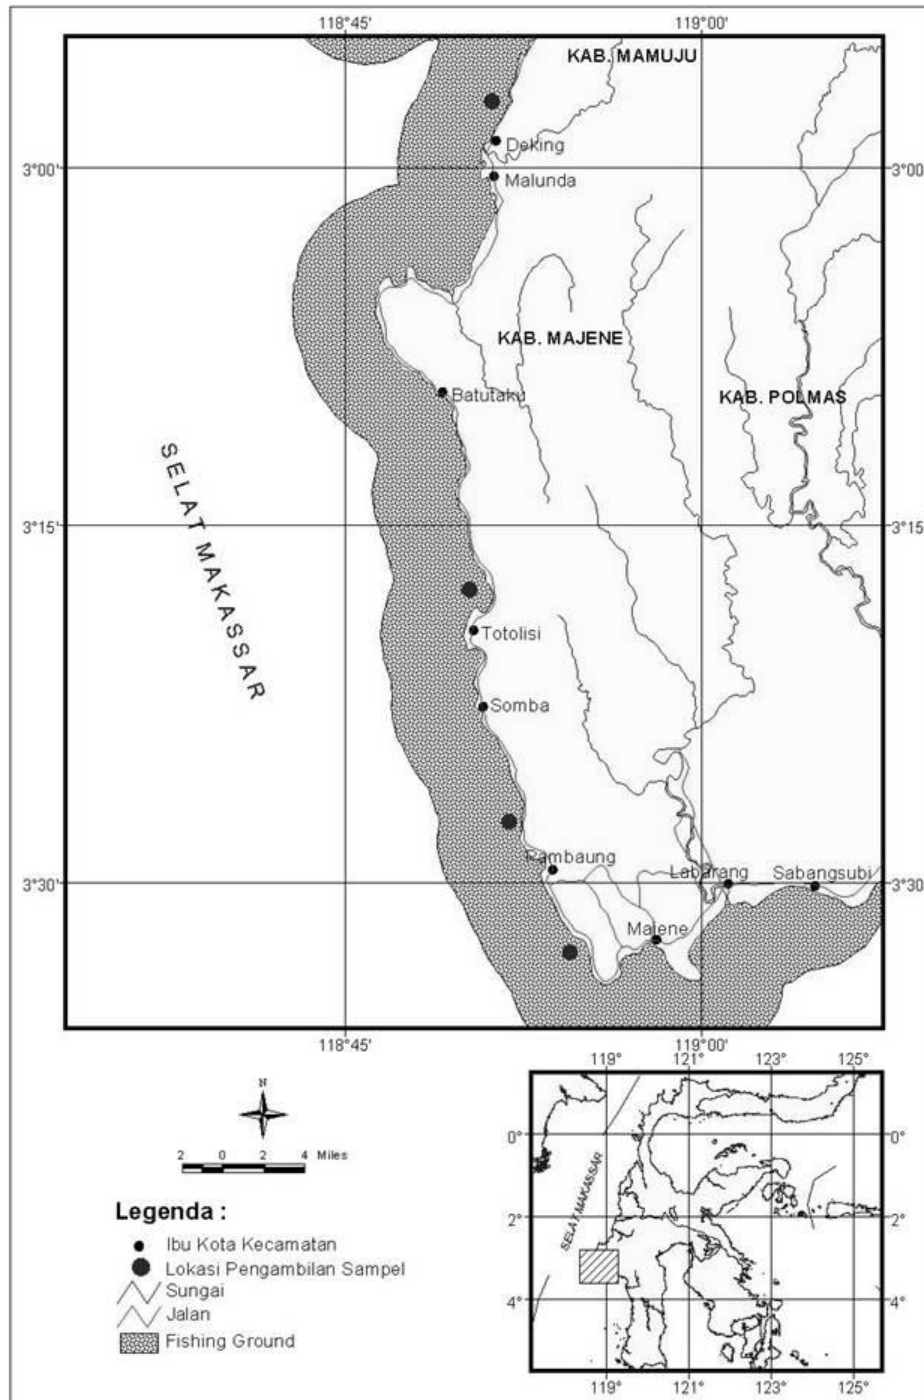 118°45' 119°00'
KAB. MAMUJU
Deking
3°00' 3°00'
Malunda
KAB. MAJENE
Batutaku
KAB. POLMAS
SELAT MAKASSAR
3°15' 3°15'
Totolisi
Somba
Rambaung
Labarang
Sabangsubi
3°30' 3°30'
Majene
118°45' 119°00'
N
2 0 2 4 Miles
Legenda :
Ibu Kota Kecamatan
Lokasi Pengambilan Sampel
Sungai
Jalan
Fishing Ground
119° 121° 123° 125°
0° 0°
SELAT MAKASSAR
2° 2°
4° 4°
119° 121° 123° 125°